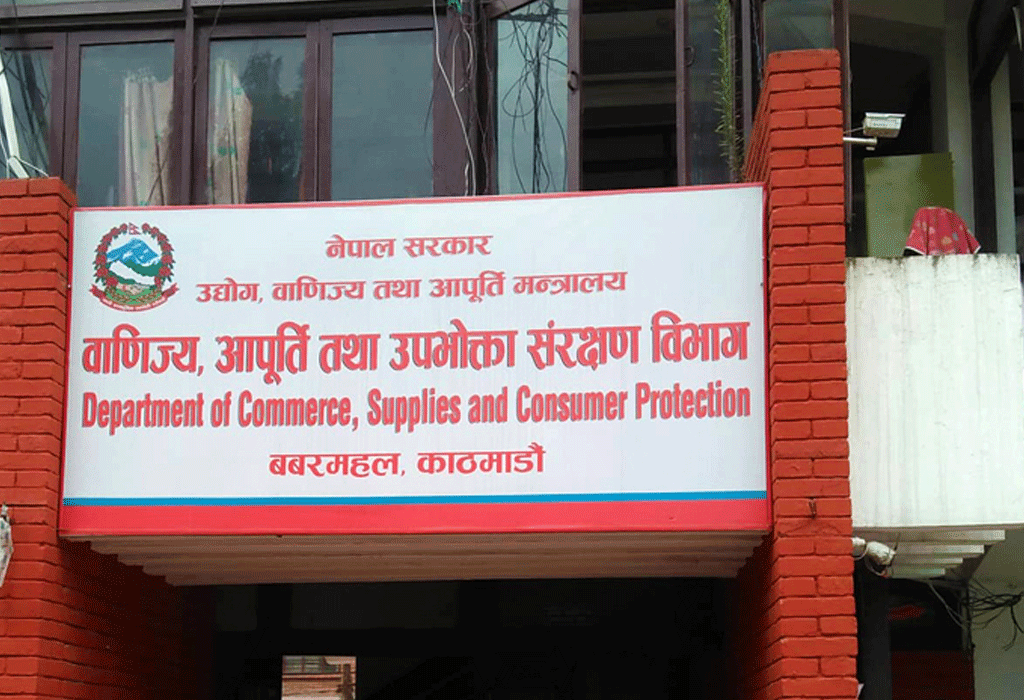 नेपाल सरकार
उद्योग, वाणिज्य तथा आपूर्ति मन्त्रालय
वाणिज्य, आपूर्ति तथा उपभोक्ता संरक्षण विभाग
Department of Commerce, Supplies and Consumer Protection
बबरमहल, काठमाडौं